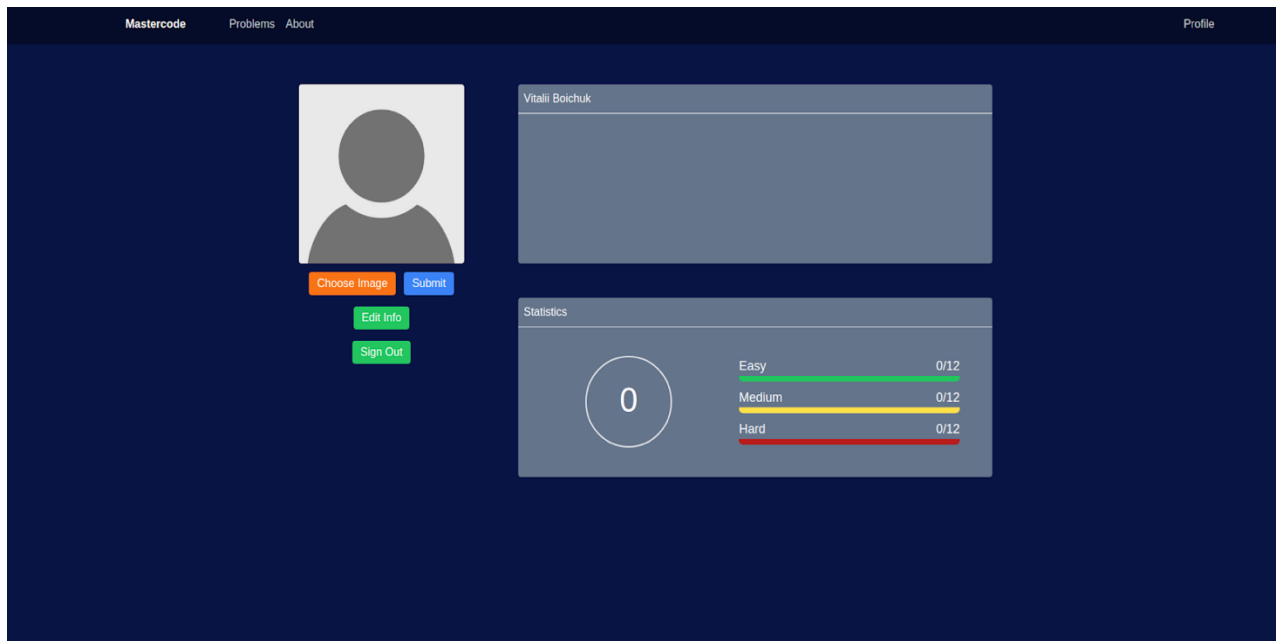 Mastercode Problems About Profile
Vitalii Boichuk
Choose Image Submit
Edit Info
Sign Out
Statistics
0
Easy 0/12
Medium 0/12
Hard 0/12